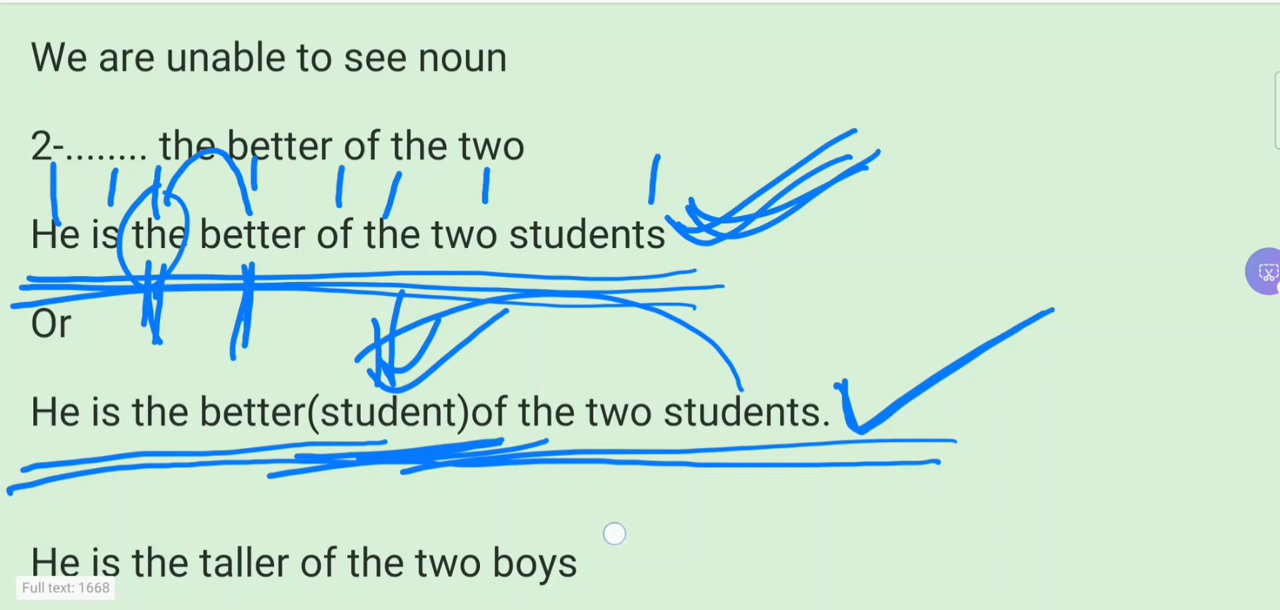 We are unable to see noun
2-........ the better of the two
He is the better of the two students
Or
He is the better(student)of the two students.
He is the taller of the two boys
Full text: 1668